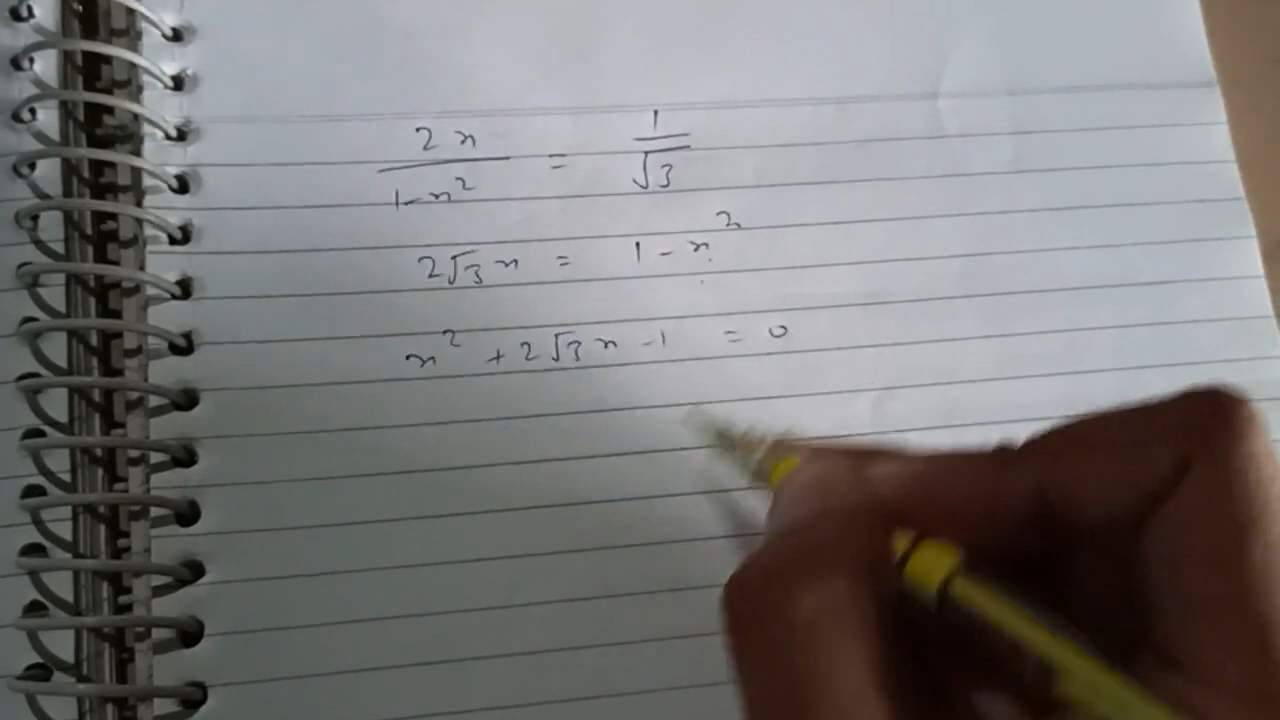 2x / 1-x² = 1 / √3
2√3x = 1 - x²
x² + 2√3x - 1 = 0